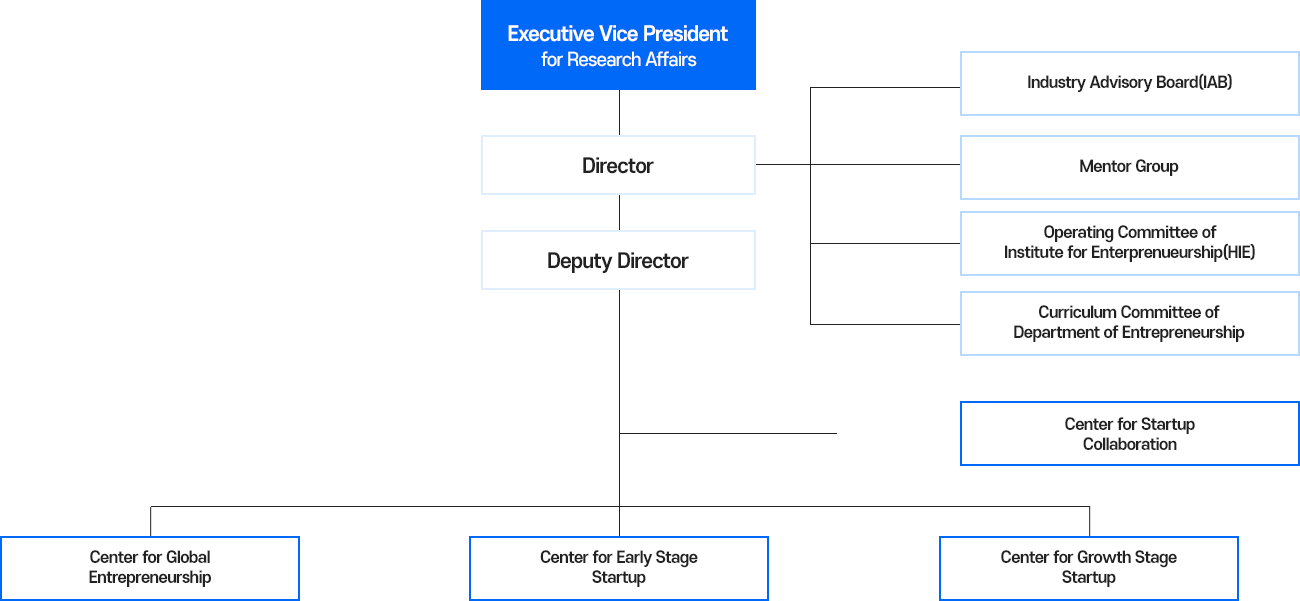 Executive Vice President
for Research Affairs
Industry Advisory Board(IAB)
Director
Mentor Group
Operating Committee of
Institute for Enterprenueurship(HIE)
Deputy Director
Curriculum Committee of
Department of Entrepreneurship
Center for Startup
Collaboration
Center for Global
Entrepreneurship
Center for Early Stage
Startup
Center for Growth Stage
Startup